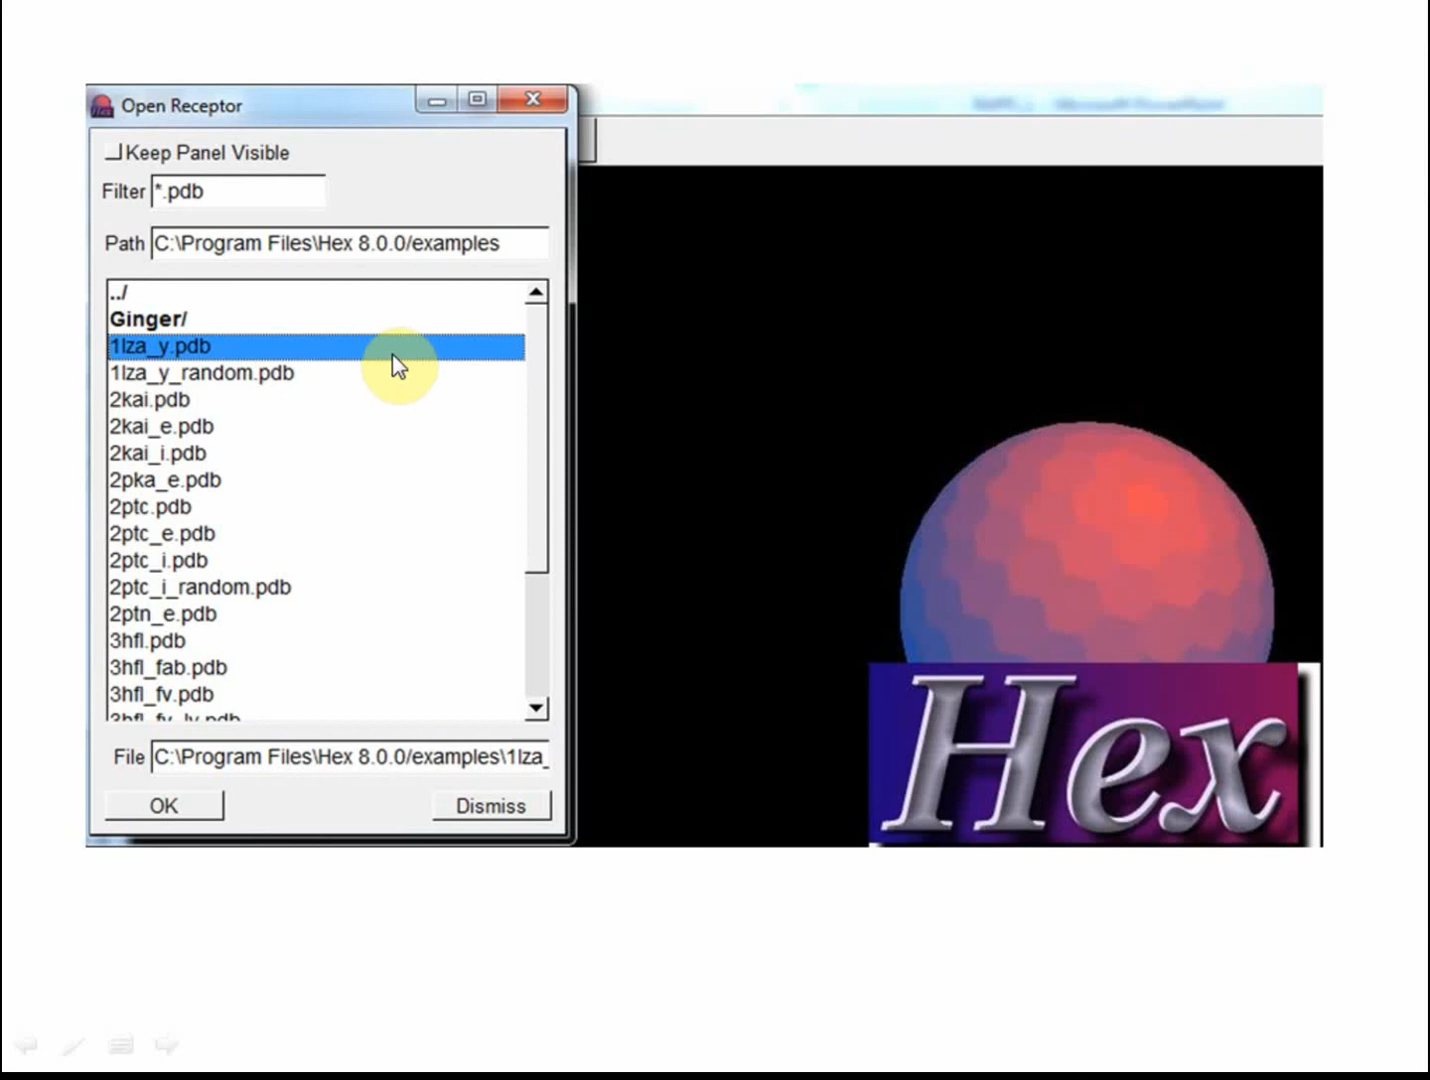 Open Receptor
Keep Panel Visible
Filter *.pdb
Path C:\Program Files\Hex 8.0.0/examples
../
Ginger/
1lza_y.pdb
1lza_y_random.pdb
2kai.pdb
2kai_e.pdb
2kai_i.pdb
2pka_e.pdb
2ptc.pdb
2ptc_e.pdb
2ptc_i.pdb
2ptc_i_random.pdb
2ptn_e.pdb
3hfl.pdb
3hfl_fab.pdb
3hfl_fv.pdb
File C:\Program Files\Hex 8.0.0/examples\1lza_
OK Dismiss
Hex